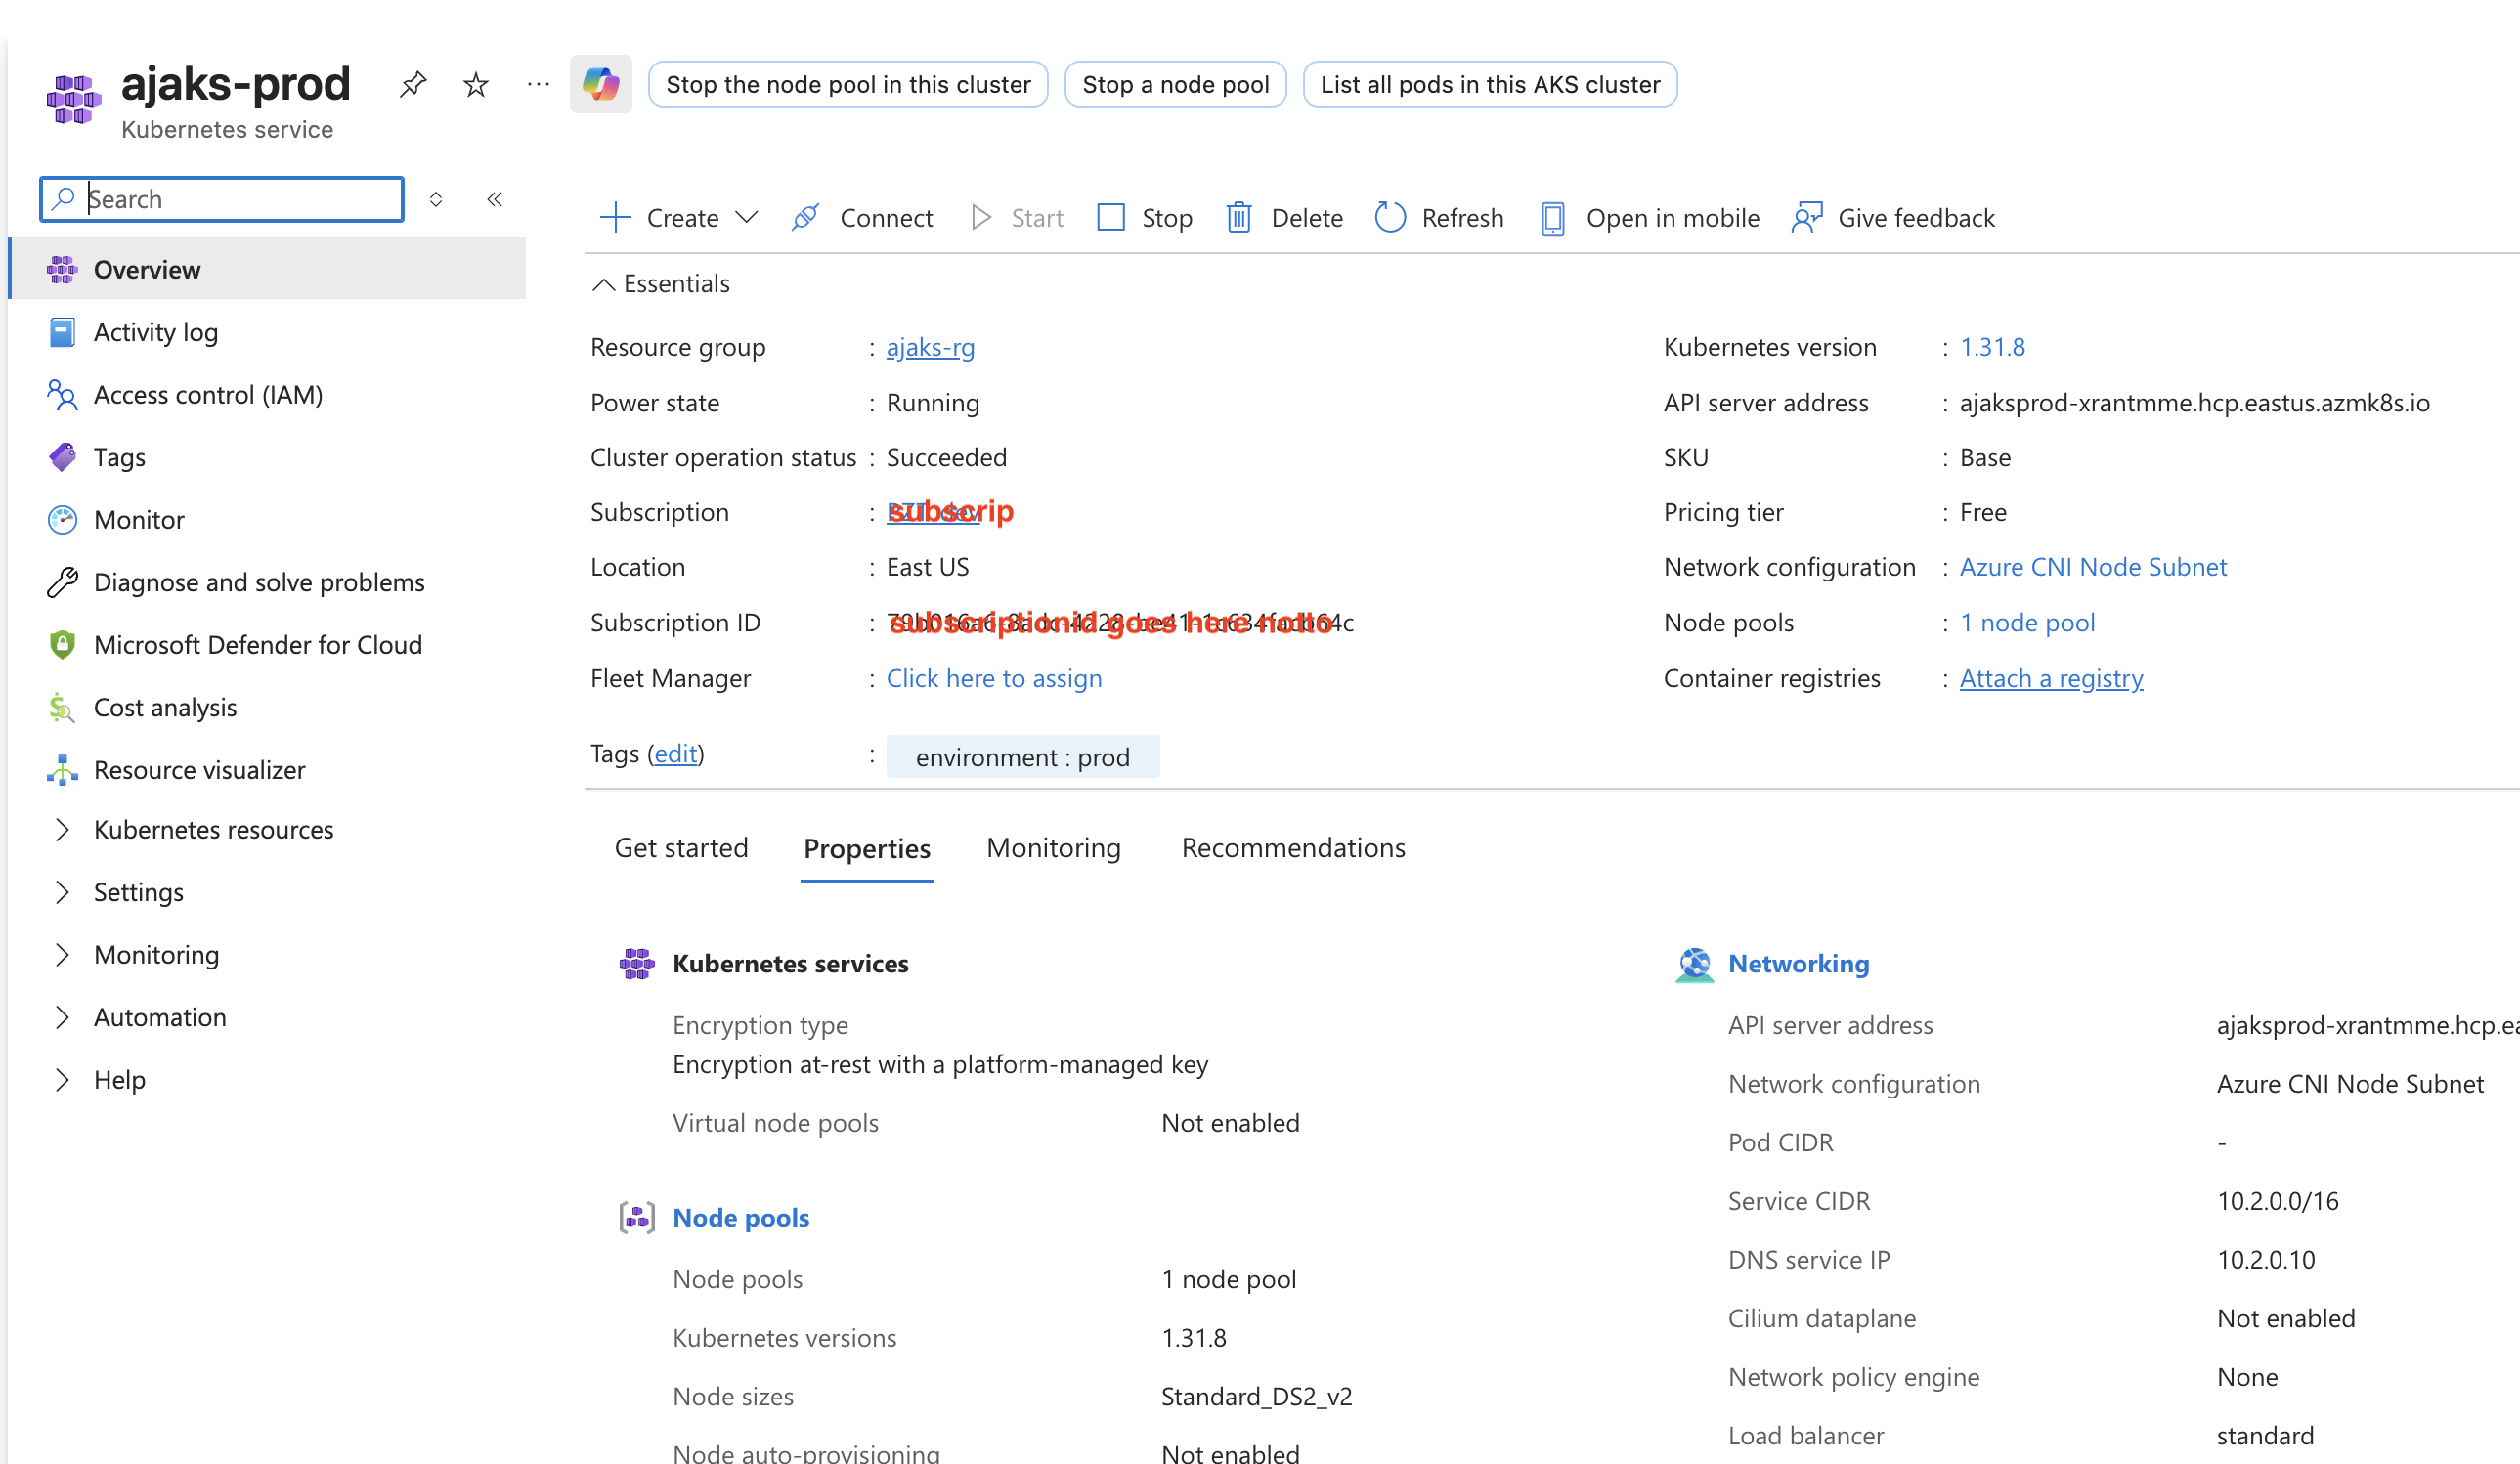 ajaks-prod
Kubernetes service
Stop the node pool in this cluster
Stop a node pool
List all pods in this AKS cluster
Search
Create
Connect
Start
Stop
Delete
Refresh
Open in mobile
Give feedback
Overview
Activity log
Access control (IAM)
Tags
Monitor
Diagnose and solve problems
Microsoft Defender for Cloud
Cost analysis
Resource visualizer
Kubernetes resources
Settings
Monitoring
Automation
Help
Essentials
Resource group : ajaks-rg
Power state : Running
Cluster operation status : Succeeded
Subscription : subscrip
Location : East US
Subscription ID : subscriptionid goes here
Fleet Manager : Click here to assign
Tags (edit) : environment : prod
Kubernetes version : 1.31.8
API server address : ajaksprod-xrantmme.hcp.eastus.azmk8s.io
SKU : Base
Pricing tier : Free
Network configuration : Azure CNI Node Subnet
Node pools : 1 node pool
Container registries : Attach a registry
Get started
Properties
Monitoring
Recommendations
Kubernetes services
Encryption type
Encryption at-rest with a platform-managed key
Virtual node pools Not enabled
Node pools
Node pools 1 node pool
Kubernetes versions 1.31.8
Node sizes Standard_DS2_v2
Node auto-provisioning Not enabled
Networking
API server address ajaksprod-xrantmme.hcp.ea
Network configuration Azure CNI Node Subnet
Pod CIDR -
Service CIDR 10.2.0.0/16
DNS service IP 10.2.0.10
Cilium dataplane Not enabled
Network policy engine None
Load balancer standard